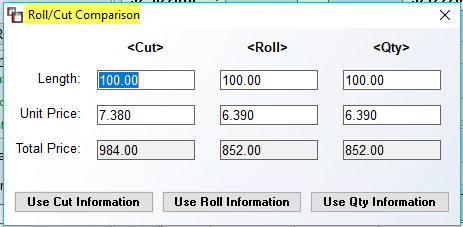 Roll/Cut Comparison
<Cut> <Roll> <Qty>
Length: 100.00 100.00 100.00
Unit Price: 7.380 6.390 6.390
Total Price: 984.00 852.00 852.00
Use Cut Information Use Roll Information Use Qty Information